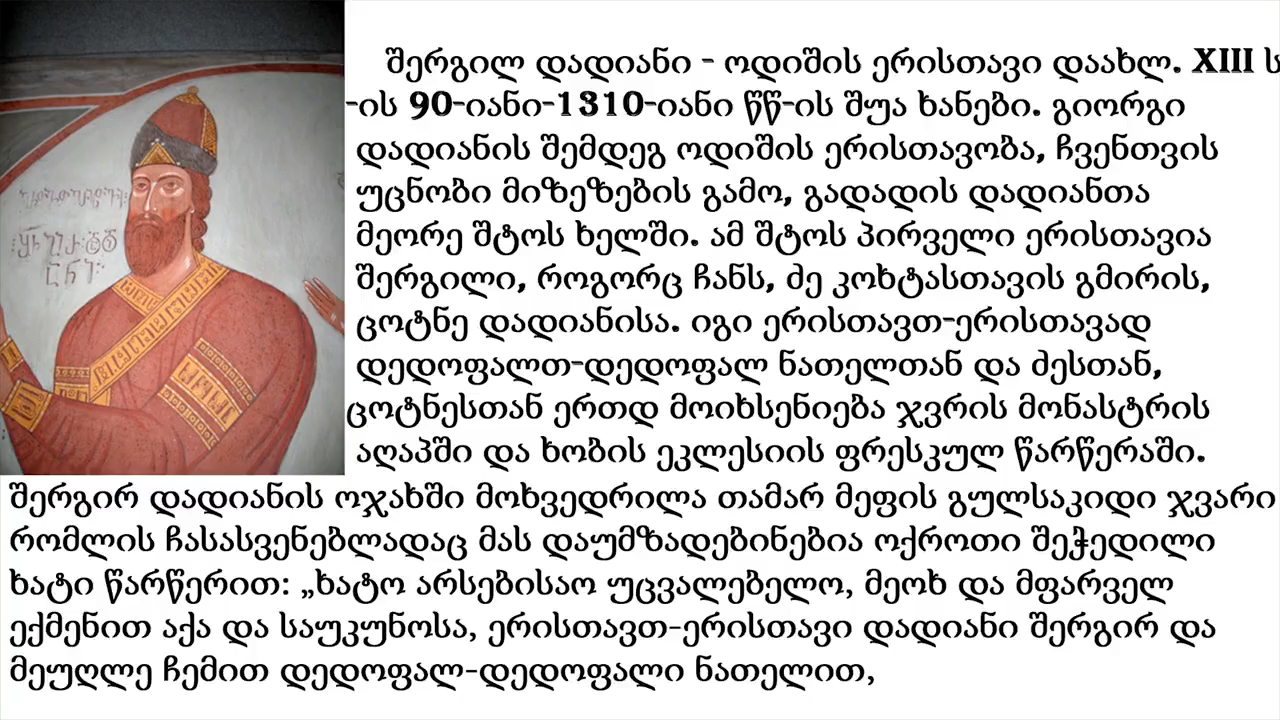 შერგილ დადიანი - ოდიშის ერისთავი დაახლ. XIII ს
-ის 90-იანი-1310-იანი წწ-ის შუა ხანები. გიორგი
დადიანის შემდეგ ოდიშის ერისთავობა, ჩვენთვის
უცნობი მიზეზების გამო, გადადის დადიანთა
მეორე შტოს ხელში. ამ შტოს პირველი ერისთავია
შერგილი, როგორც ჩანს, ძე კოხტასთავის გმირის,
ცოტნე დადიანისა. იგი ერისთავთ-ერისთავად
დედოფალთ-დედოფალ ნათელთან და ძესთან,
ცოტნესთან ერთდ მოიხსენიება ჯვრის მონასტრის
აღაპში და ხობის ეკლესიის ფრესკულ წარწერაში.
შერგირ დადიანის ოჯახში მოხვედრილა თამარ მეფის გულსაკიდი ჯვარი
რომლის ჩასასვენებლადაც მას დაუმზადებინებია ოქროთი შეჭედილი
ხატი წარწერით: „ხატო არსებისაო უცვალებელო, მეოხ და მფარველ
ექმენით აქა და საუკუნოსა, ერისთავთ-ერისთავი დადიანი შერგირ და
მეუღლე ჩემით დედოფალ-დედოფალი ნათელით,